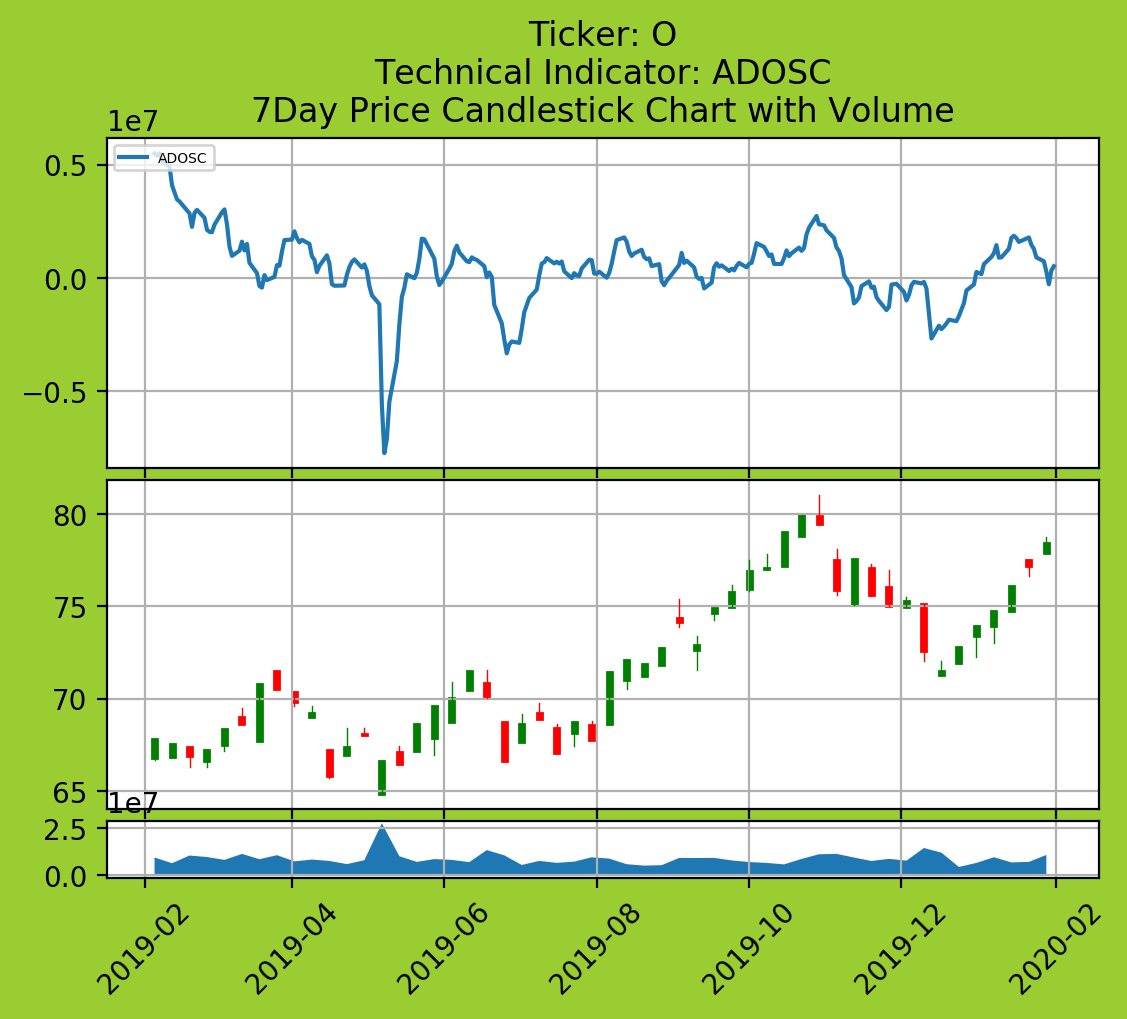 Ticker: O
Technical Indicator: ADOSC
7Day Price Candlestick Chart with Volume
1e7
ADOSC
0.5
0.0
−0.5
80
75
70
65
1e7
2.5
0.0
2019-02
2019-04
2019-06
2019-08
2019-10
2019-12
2020-02